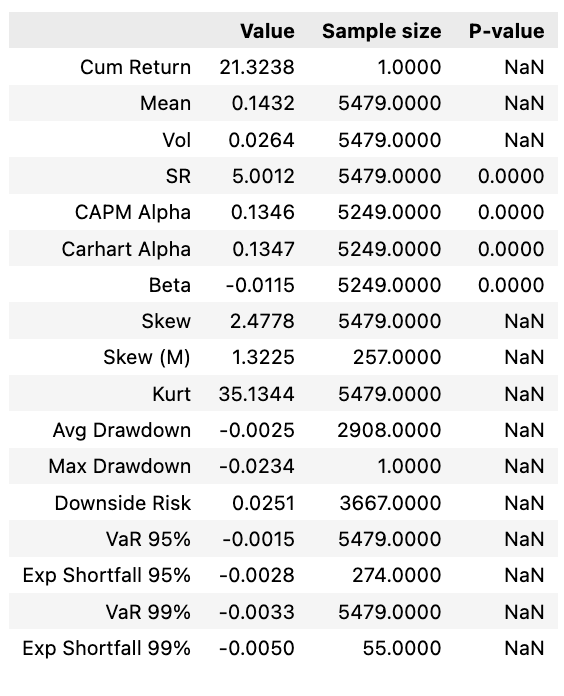 Value Sample size P-value
Cum Return 21.3238 1.0000 NaN
Mean 0.1432 5479.0000 NaN
Vol 0.0264 5479.0000 NaN
SR 5.0012 5479.0000 0.0000
CAPM Alpha 0.1346 5249.0000 0.0000
Carhart Alpha 0.1347 5249.0000 0.0000
Beta -0.0115 5249.0000 0.0000
Skew 2.4778 5479.0000 NaN
Skew (M) 1.3225 257.0000 NaN
Kurt 35.1344 5479.0000 NaN
Avg Drawdown -0.0025 2908.0000 NaN
Max Drawdown -0.0234 1.0000 NaN
Downside Risk 0.0251 3667.0000 NaN
VaR 95% -0.0015 5479.0000 NaN
Exp Shortfall 95% -0.0028 274.0000 NaN
VaR 99% -0.0033 5479.0000 NaN
Exp Shortfall 99% -0.0050 55.0000 NaN